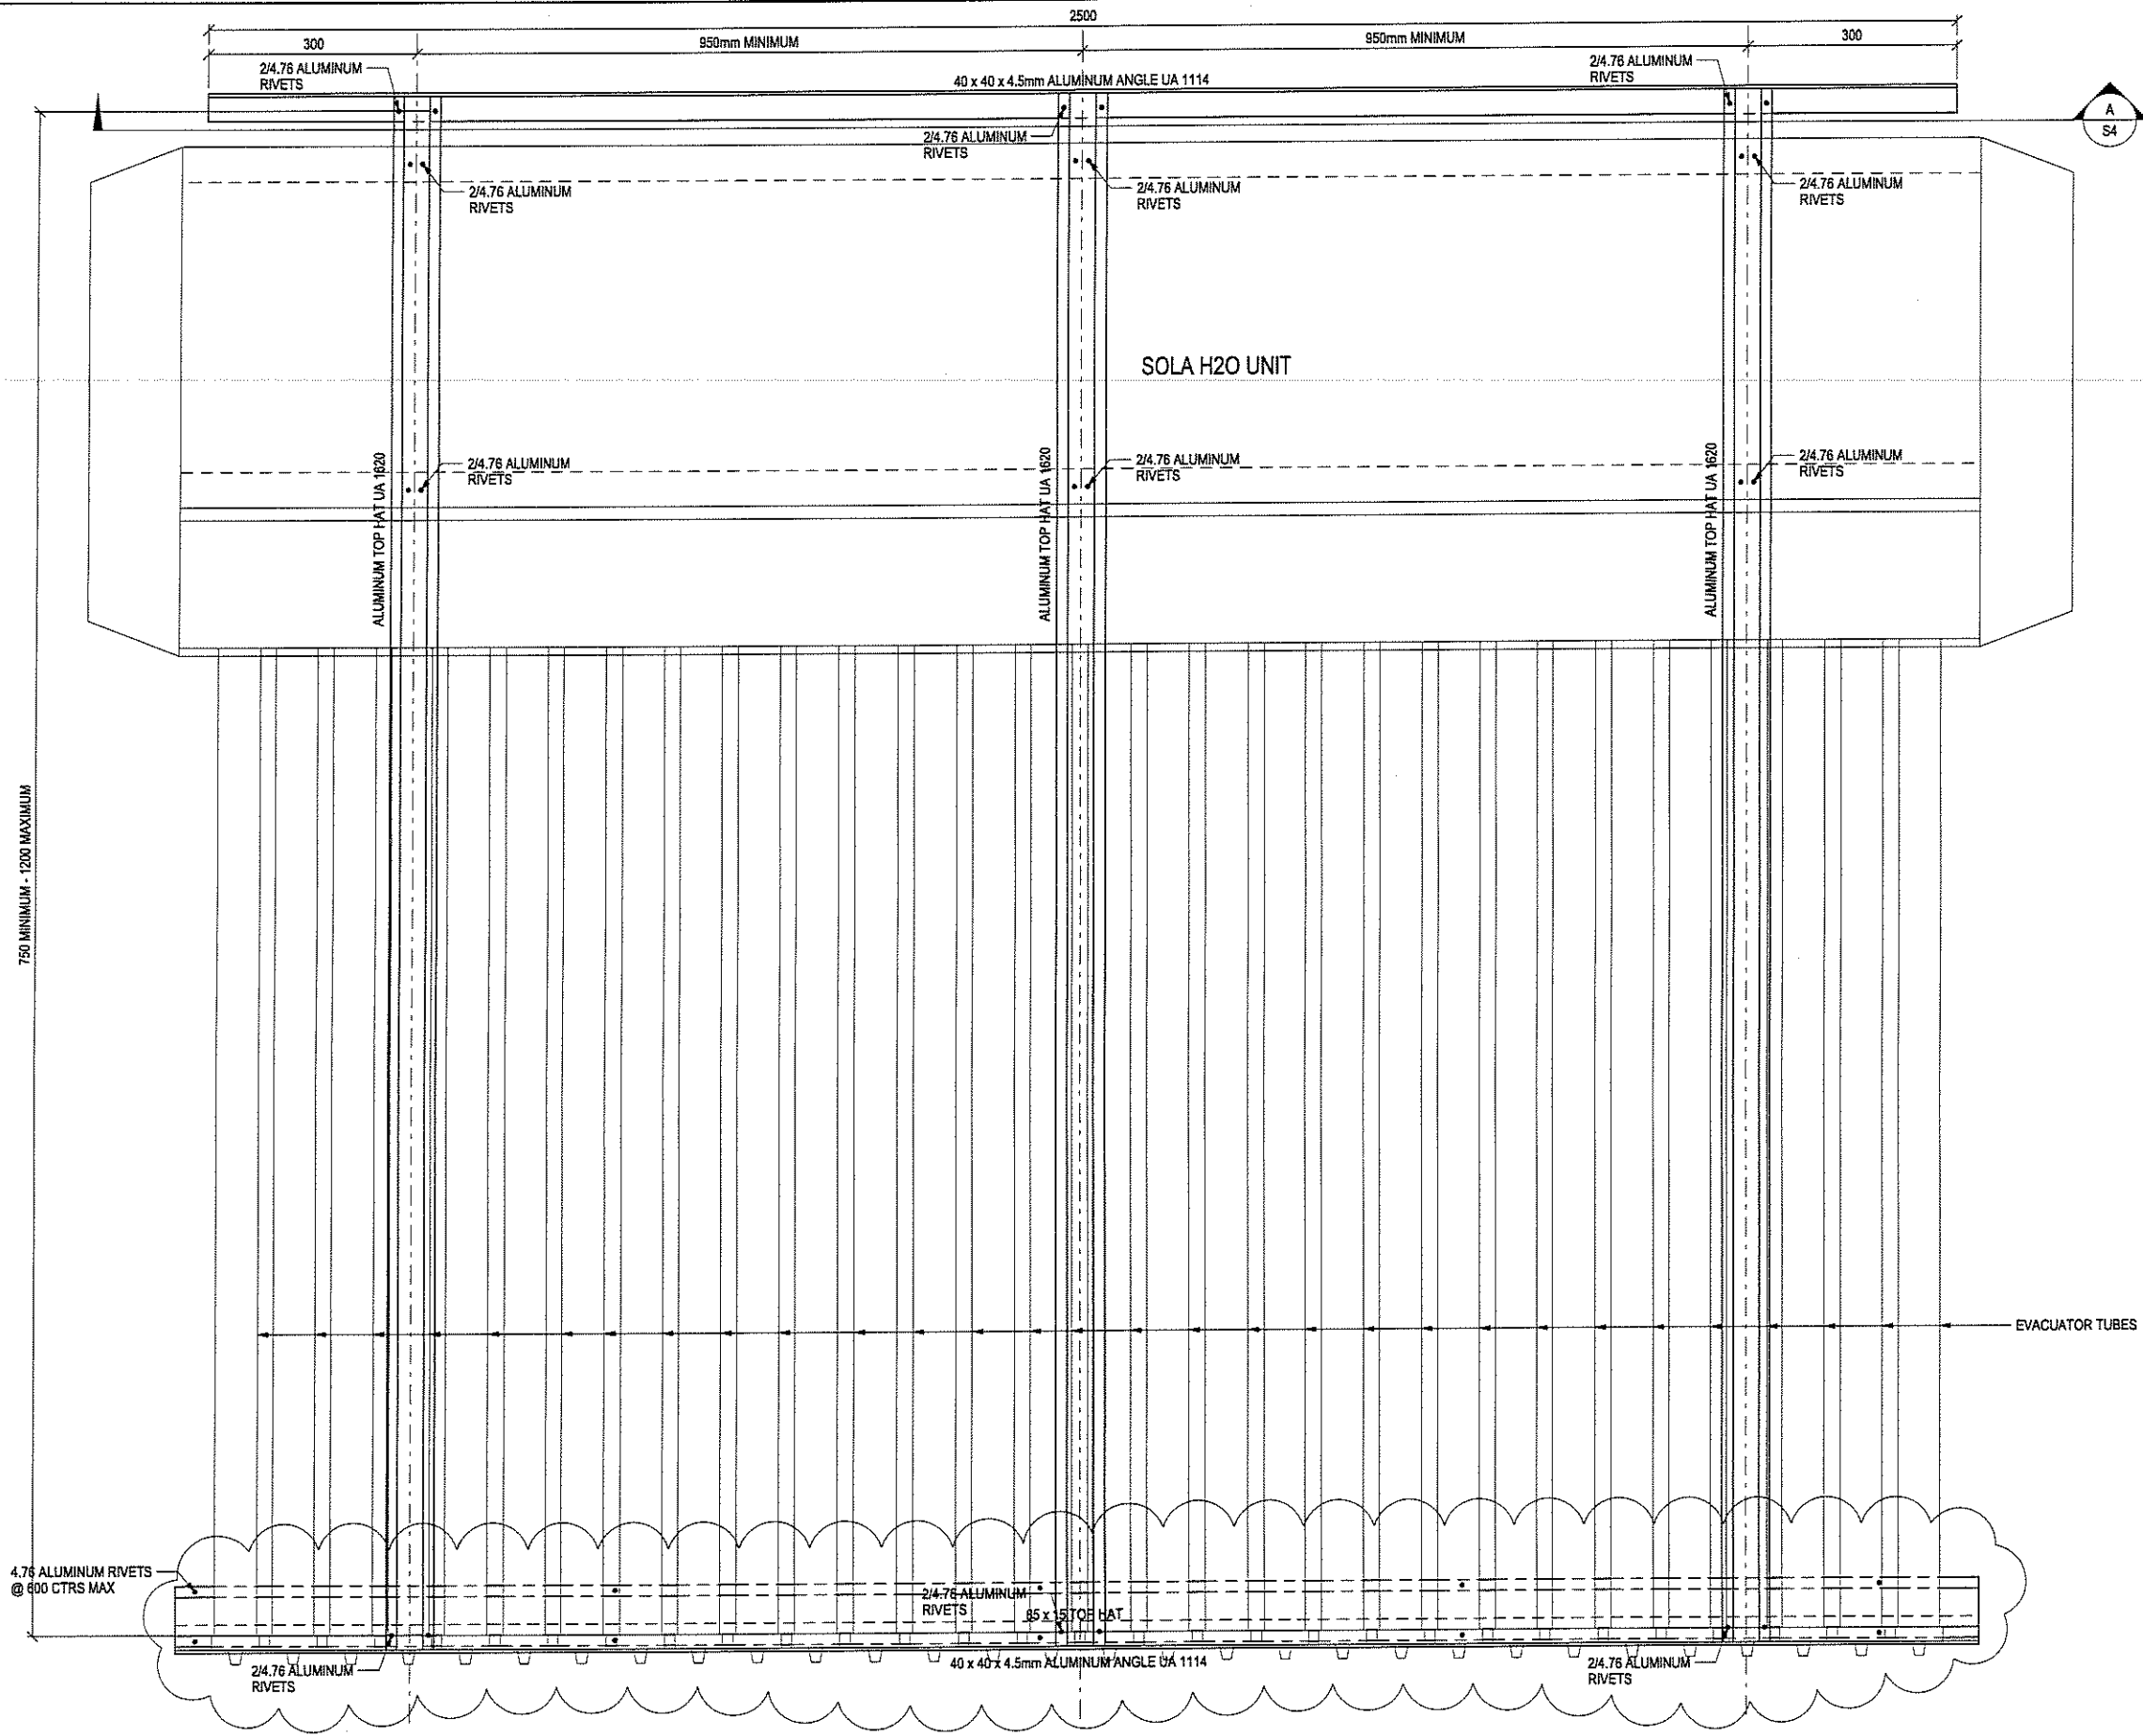 2500
300
950mm MINIMUM
950mm MINIMUM
300
2/4.76 ALUMINUM
RIVETS
40 x 40 x 4.5mm ALUMINUM ANGLE UA 1114
2/4.76 ALUMINUM
RIVETS
A
S4
2/4.76 ALUMINUM
RIVETS
2/4.76 ALUMINUM
RIVETS
2/4.76 ALUMINUM
RIVETS
2/4.76 ALUMINUM
RIVETS
SOLA H2O UNIT
2/4.76 ALUMINUM
RIVETS
2/4.76 ALUMINUM
RIVETS
2/4.76 ALUMINUM
RIVETS
ALUMINUM TOP HAT UA 1620
ALUMINUM TOP HAT UA 1620
ALUMINUM TOP HAT UA 1620
750 MINIMUM - 1200 MAXIMUM
EVACUATOR TUBES
4.76 ALUMINUM RIVETS
@ 600 CTRS MAX
2/4.76 ALUMINUM
RIVETS
85 x 15 TOP HAT
2/4.76 ALUMINUM
RIVETS
40 x 40 x 4.5mm ALUMINUM ANGLE UA 1114
2/4.76 ALUMINUM
RIVETS